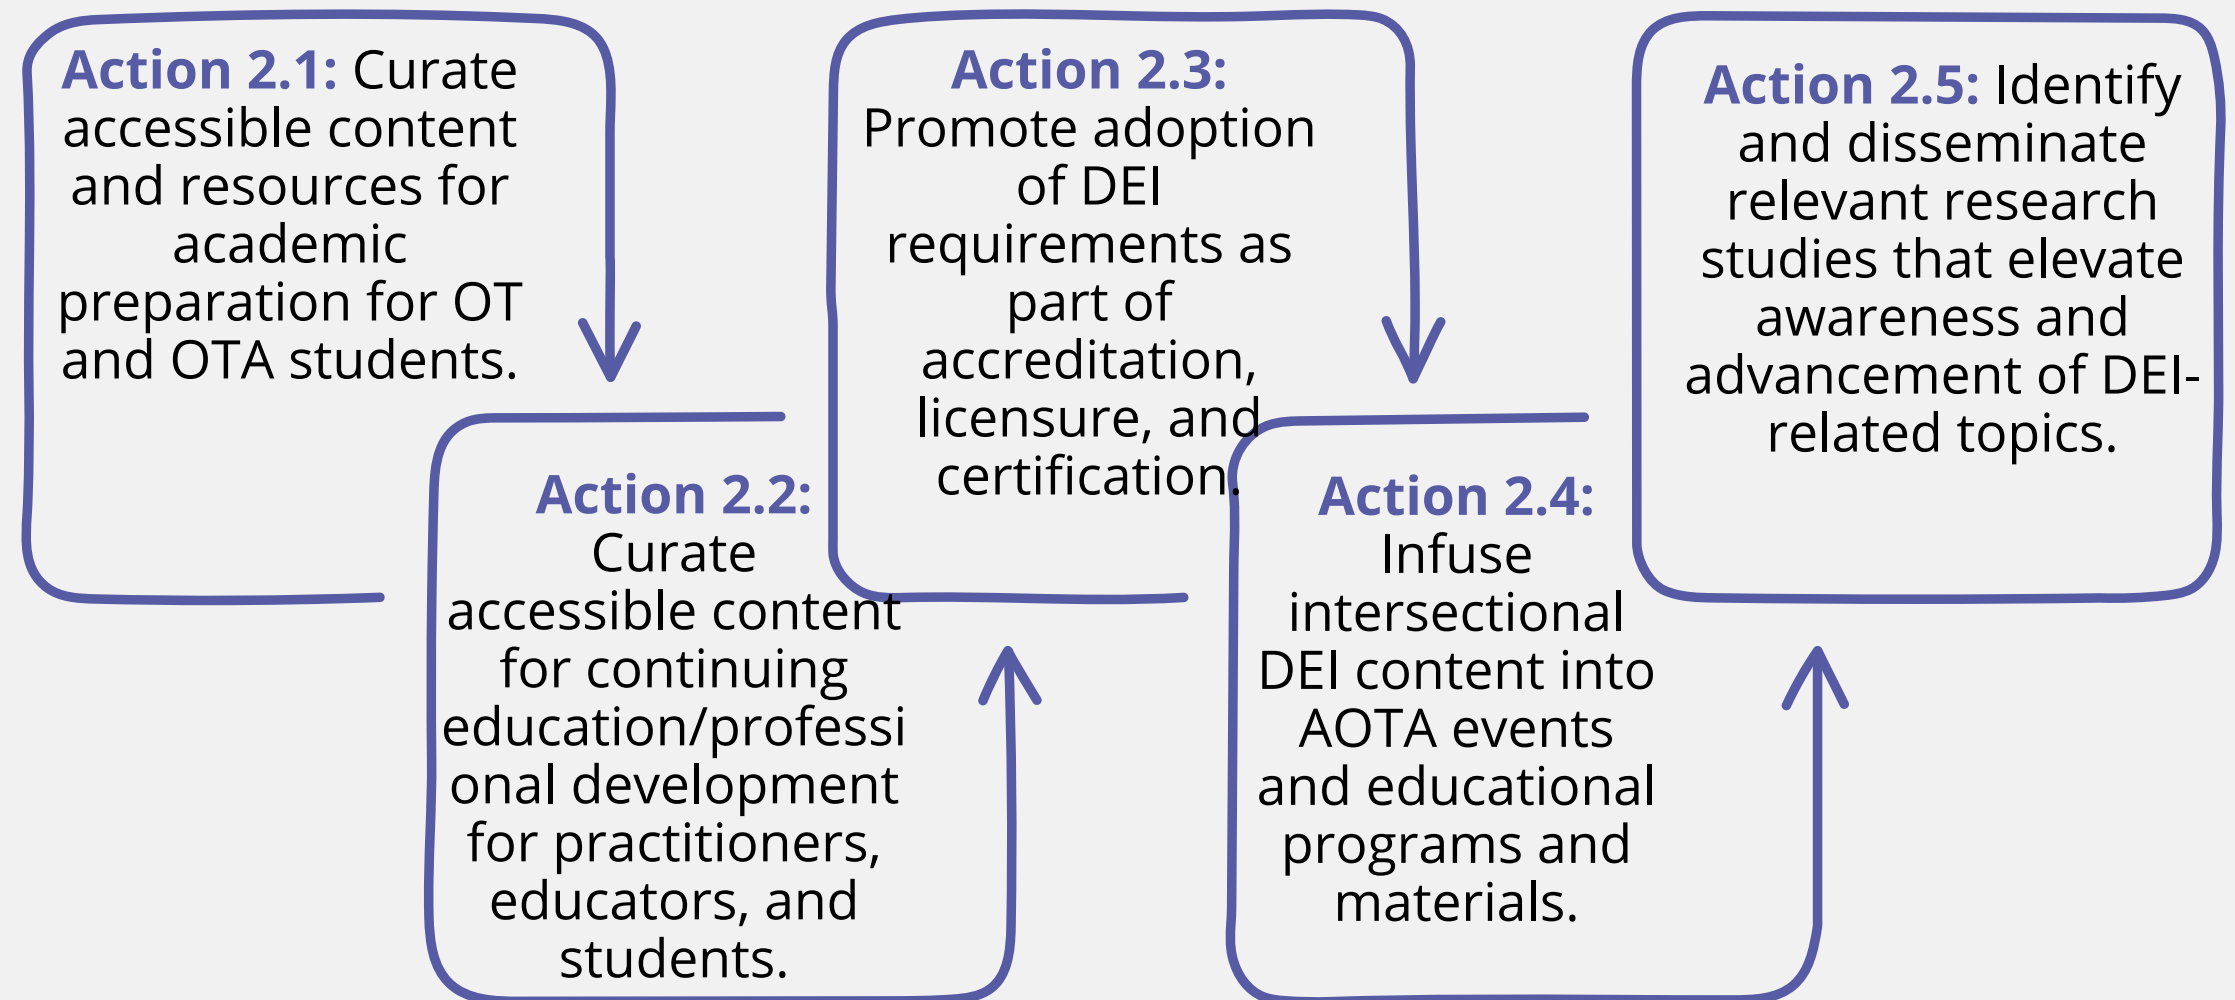 Action 2.1: Curate
accessible content
and resources for
academic
preparation for OT
and OTA students.
Action 2.2:
Curate
accessible content
for continuing
education/professi
onal development
for practitioners,
educators, and
students.
Action 2.3:
Promote adoption
of DEI
requirements as
part of
accreditation,
licensure, and
certification.
Action 2.4:
Infuse
intersectional
DEI content into
AOTA events
and educational
programs and
materials.
Action 2.5: Identify
and disseminate
relevant research
studies that elevate
awareness and
advancement of DEI-
related topics.